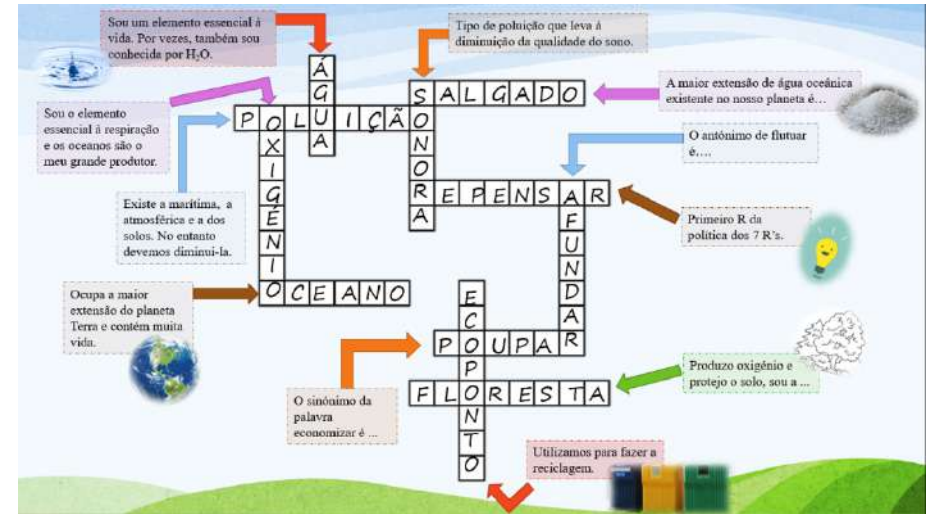 Sou um elemento essencial à
vida. Por vezes, também sou
conhecida por H₂O.
Tipo de poluição que leva à
diminuição da qualidade do sono.
A maior extensão de água oceânica
existente no nosso planeta é…
Sou o elemento
essencial à respiração
e os oceanos são o
meu grande produtor.
O antónimo de flutuar
é….
Existe a marítima, a
atmosférica e a dos
solos. No entanto
devemos diminui-la.
Primeiro R da
política dos 7 R's.
Ocupa a maior
extensão do planeta
Terra e contém muita
vida.
O sinónimo da
palavra
economizar é ...
Produzo oxigénio e
protejo o solo, sou a ...
Utilizamos para fazer a
reciclagem.
ÁGUA
SALGADO
POLUIÇÃ
SONORA
OXIGÉNIO
REPENSAR
AFUNDAR
OCEANO
ECOPONTO
POUPAR
FLORESTA